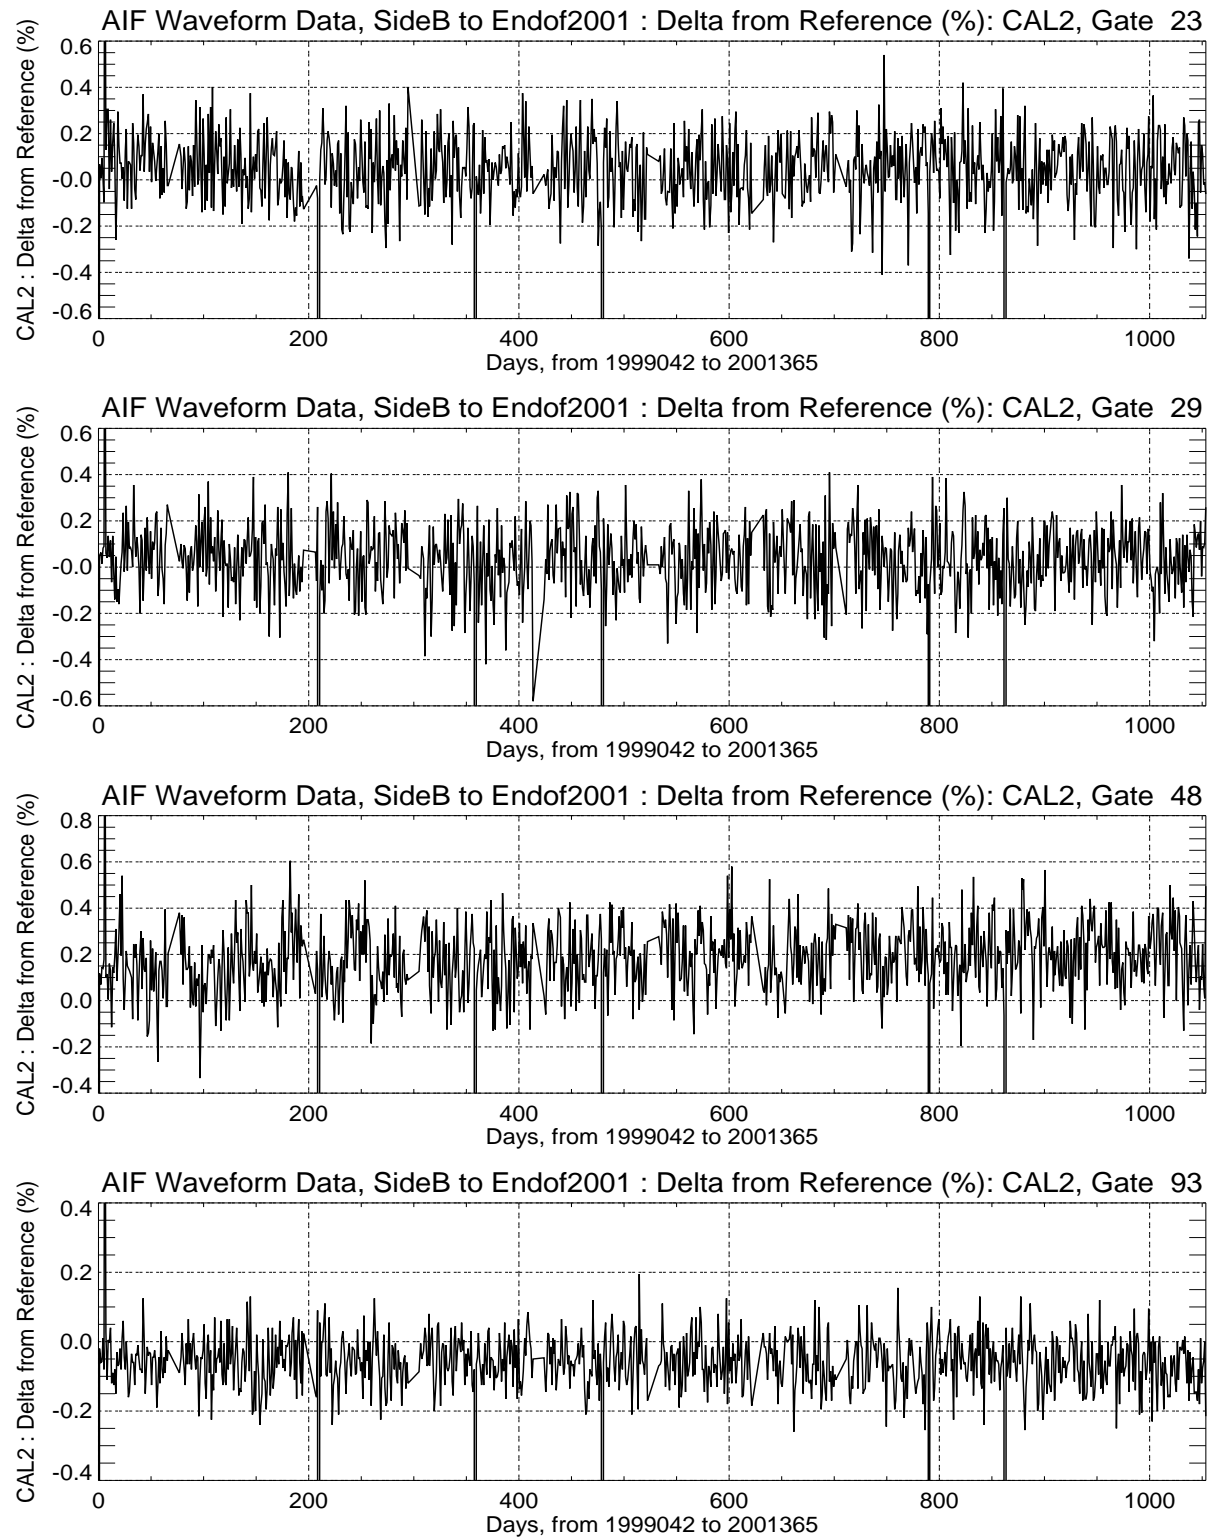 AIF Waveform Data, SideB to Endof2001 : Delta from Reference (%): CAL2, Gate 23
CAL2 : Delta from Reference (%)
0.6
0.4
0.2
-0.0
-0.2
-0.4
-0.6
0 200 400 600 800 1000
Days, from 1999042 to 2001365
AIF Waveform Data, SideB to Endof2001 : Delta from Reference (%): CAL2, Gate 29
CAL2 : Delta from Reference (%)
0.6
0.4
0.2
-0.0
-0.2
-0.4
-0.6
0 200 400 600 800 1000
Days, from 1999042 to 2001365
AIF Waveform Data, SideB to Endof2001 : Delta from Reference (%): CAL2, Gate 48
CAL2 : Delta from Reference (%)
0.8
0.6
0.4
0.2
0.0
-0.2
-0.4
0 200 400 600 800 1000
Days, from 1999042 to 2001365
AIF Waveform Data, SideB to Endof2001 : Delta from Reference (%): CAL2, Gate 93
CAL2 : Delta from Reference (%)
0.4
0.2
0.0
-0.2
-0.4
0 200 400 600 800 1000
Days, from 1999042 to 2001365